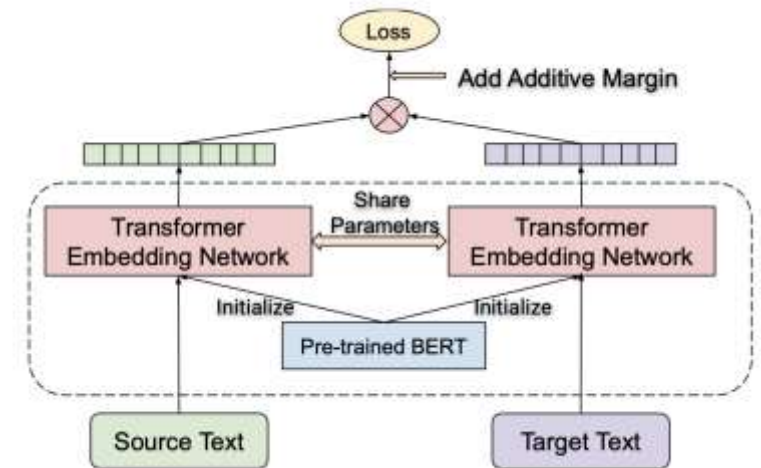 Loss
Add Additive Margin
Share
Parameters
Transformer
Embedding Network
Transformer
Embedding Network
Initialize
Initialize
Pre-trained BERT
Source Text
Target Text